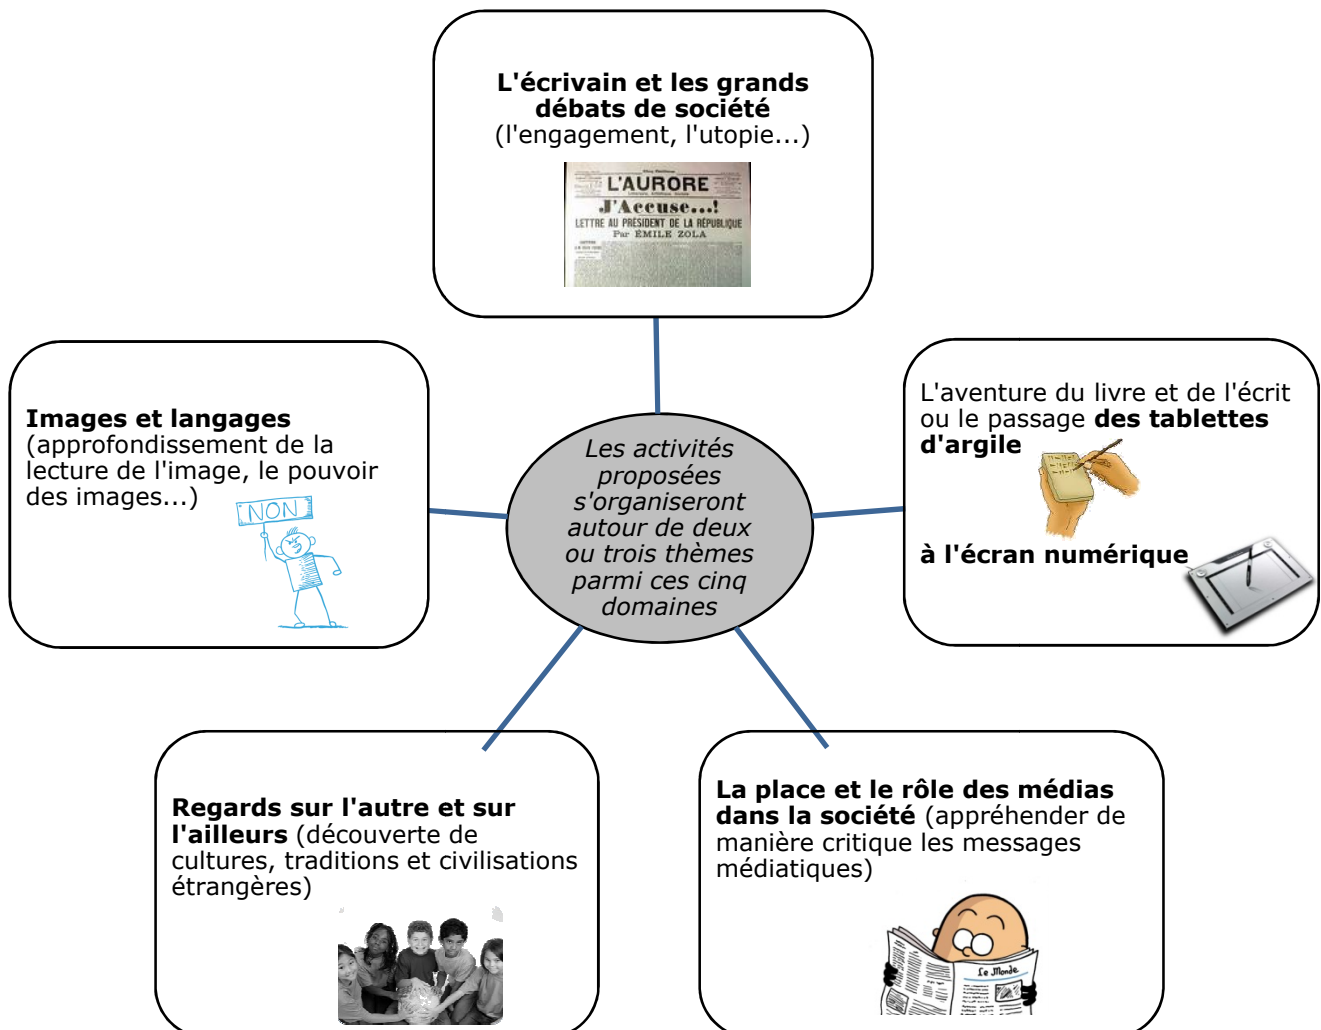 L'écrivain et les grands
débats de société
(l'engagement, l'utopie...)
L'AURORE
J'Accuse...!
LETTRE AU PRÉSIDENT DE LA RÉPUBLIQUE
Par ÉMILE ZOLA
Images et langages
(approfondissement de la
lecture de l'image, le pouvoir
des images...)
NON
Les activités
proposées
s'organiseront
autour de deux
ou trois thèmes
parmi ces cinq
domaines
L'aventure du livre et de l'écrit
ou le passage des tablettes
d'argile
à l'écran numérique
Regards sur l'autre et sur
l'ailleurs (découverte de
cultures, traditions et civilisations
étrangères)
La place et le rôle des médias
dans la société (appréhender de
manière critique les messages
médiatiques)
Le Monde